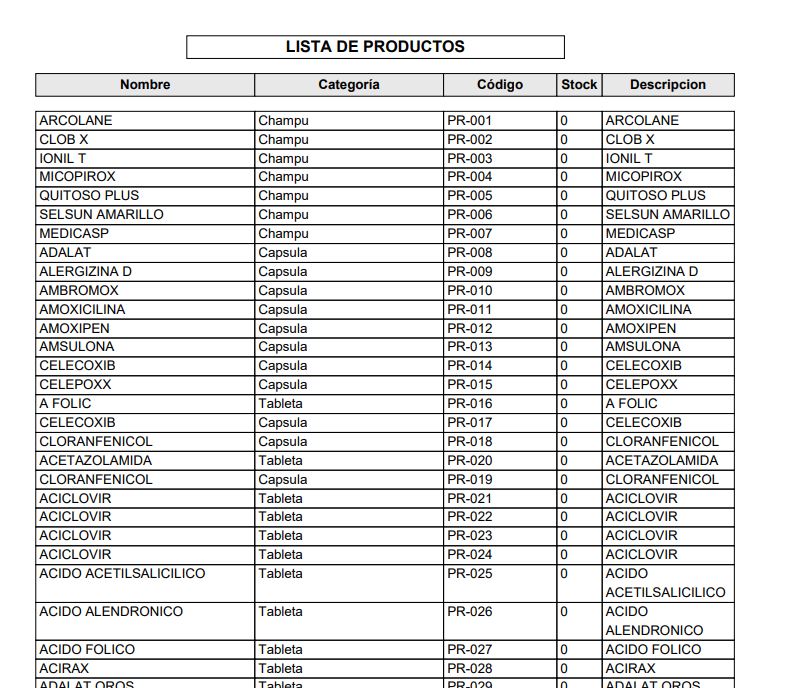 LISTA DE PRODUCTOS
Nombre Categoría Código Stock Descripcion
ARCOLANE Champu PR-001 0 ARCOLANE
CLOB X Champu PR-002 0 CLOB X
IONIL T Champu PR-003 0 IONIL T
MICOPIROX Champu PR-004 0 MICOPIROX
QUITOSO PLUS Champu PR-005 0 QUITOSO PLUS
SELSUN AMARILLO Champu PR-006 0 SELSUN AMARILLO
MEDICASP Champu PR-007 0 MEDICASP
ADALAT Capsula PR-008 0 ADALAT
ALERGIZINA D Capsula PR-009 0 ALERGIZINA D
AMBROMOX Capsula PR-010 0 AMBROMOX
AMOXICILINA Capsula PR-011 0 AMOXICILINA
AMOXIPEN Capsula PR-012 0 AMOXIPEN
AMSULONA Capsula PR-013 0 AMSULONA
CELECOXIB Capsula PR-014 0 CELECOXIB
CELEPOXX Capsula PR-015 0 CELEPOXX
A FOLIC Tableta PR-016 0 A FOLIC
CELECOXIB Capsula PR-017 0 CELECOXIB
CLORANFENICOL Capsula PR-018 0 CLORANFENICOL
ACETAZOLAMIDA Tableta PR-020 0 ACETAZOLAMIDA
CLORANFENICOL Capsula PR-019 0 CLORANFENICOL
ACICLOVIR Tableta PR-021 0 ACICLOVIR
ACICLOVIR Tableta PR-022 0 ACICLOVIR
ACICLOVIR Tableta PR-023 0 ACICLOVIR
ACICLOVIR Tableta PR-024 0 ACICLOVIR
ACIDO ACETILSALICILICO Tableta PR-025 0 ACIDO
ACETILSALICILICO
ACIDO ALENDRONICO Tableta PR-026 0 ACIDO
ALENDRONICO
ACIDO FOLICO Tableta PR-027 0 ACIDO FOLICO
ACIRAX Tableta PR-028 0 ACIRAX
ADALAT OROS Tableta PR-029 0 ADALAT OROS